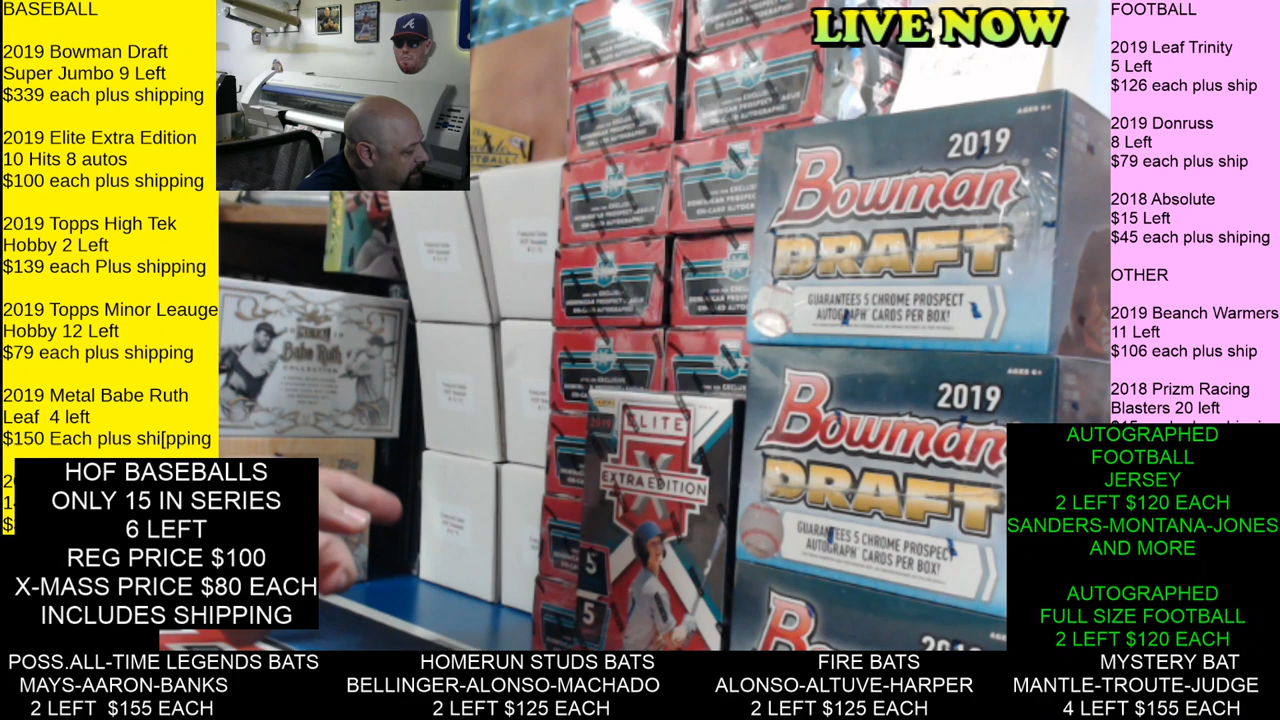 BASEBALL
2019 Bowman Draft
Super Jumbo 9 Left
$339 each plus shipping
2019 Elite Extra Edition
10 Hits 8 autos
$100 each plus shipping
2019 Topps High Tek
Hobby 2 Left
$139 each Plus shipping
2019 Topps Minor Leauge
Hobby 12 Left
$79 each plus shipping
2019 Metal Babe Ruth
Leaf 4 left
$150 Each plus shi[pping
HOF BASEBALLS
ONLY 15 IN SERIES
6 LEFT
REG PRICE $100
X-MASS PRICE $80 EACH
INCLUDES SHIPPING
LIVE NOW
AGES 6+
2019
Bowman
DRAFT
GUARANTEES 5 CHROME PROSPECT
AUTOGRAPH CARDS PER BOX!
AGES 6+
2019
Bowman
DRAFT
GUARANTEES 5 CHROME PROSPECT
AUTOGRAPH CARDS PER BOX!
2019
Babe Ruth
COLLECTION
2019
ELITE
EXTRA EDITION
5
5
FOOTBALL
2019 Leaf Trinity
5 Left
$126 each plus ship
2019 Donruss
8 Left
$79 each plus ship
2018 Absolute
$15 Left
$45 each plus shiping
OTHER
2019 Beanch Warmers
11 Left
$106 each plus ship
2018 Prizm Racing
Blasters 20 left
AUTOGRAPHED
FOOTBALL
JERSEY
2 LEFT $120 EACH
SANDERS-MONTANA-JONES
AND MORE
AUTOGRAPHED
FULL SIZE FOOTBALL
2 LEFT $120 EACH
POSS.ALL-TIME LEGENDS BATS
MAYS-AARON-BANKS
2 LEFT $155 EACH
HOMERUN STUDS BATS
BELLINGER-ALONSO-MACHADO
2 LEFT $125 EACH
FIRE BATS
ALONSO-ALTUVE-HARPER
2 LEFT $125 EACH
MYSTERY BAT
MANTLE-TROUTE-JUDGE
4 LEFT $155 EACH